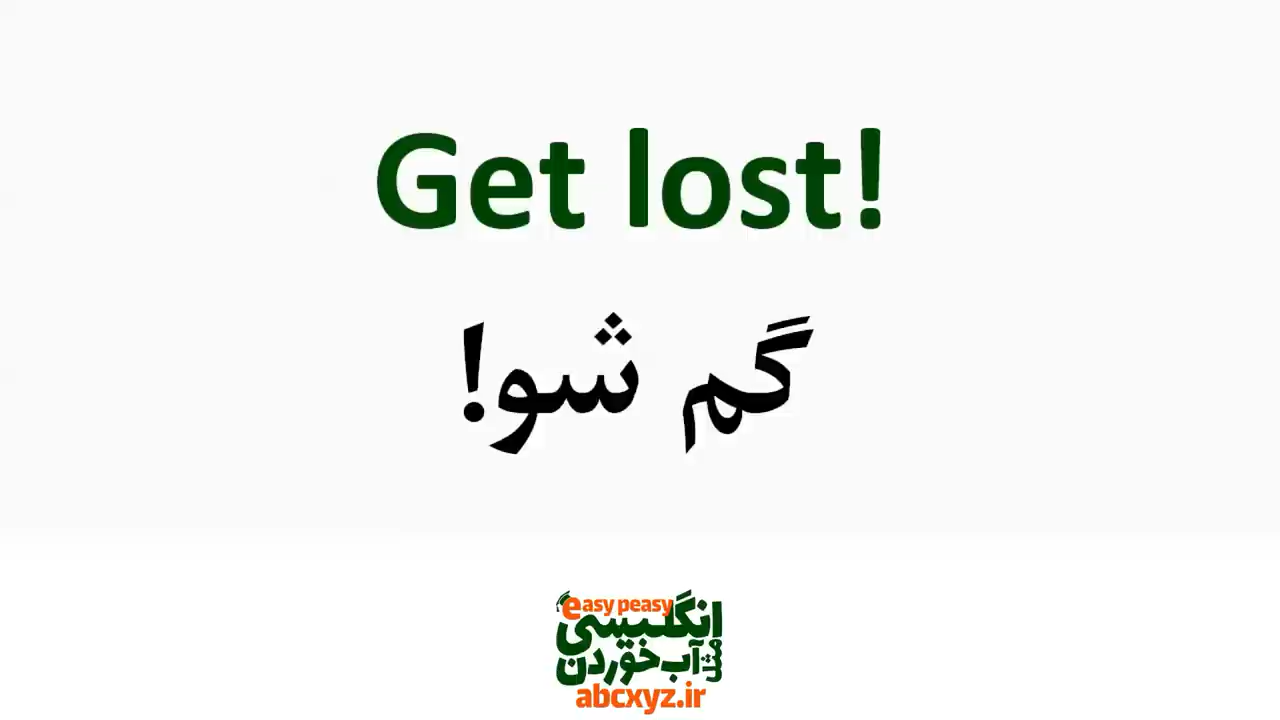 Get lost!
گم شو!
easy peasy
انگلیسی
مثل
آب خوردن
abcxyz.ir